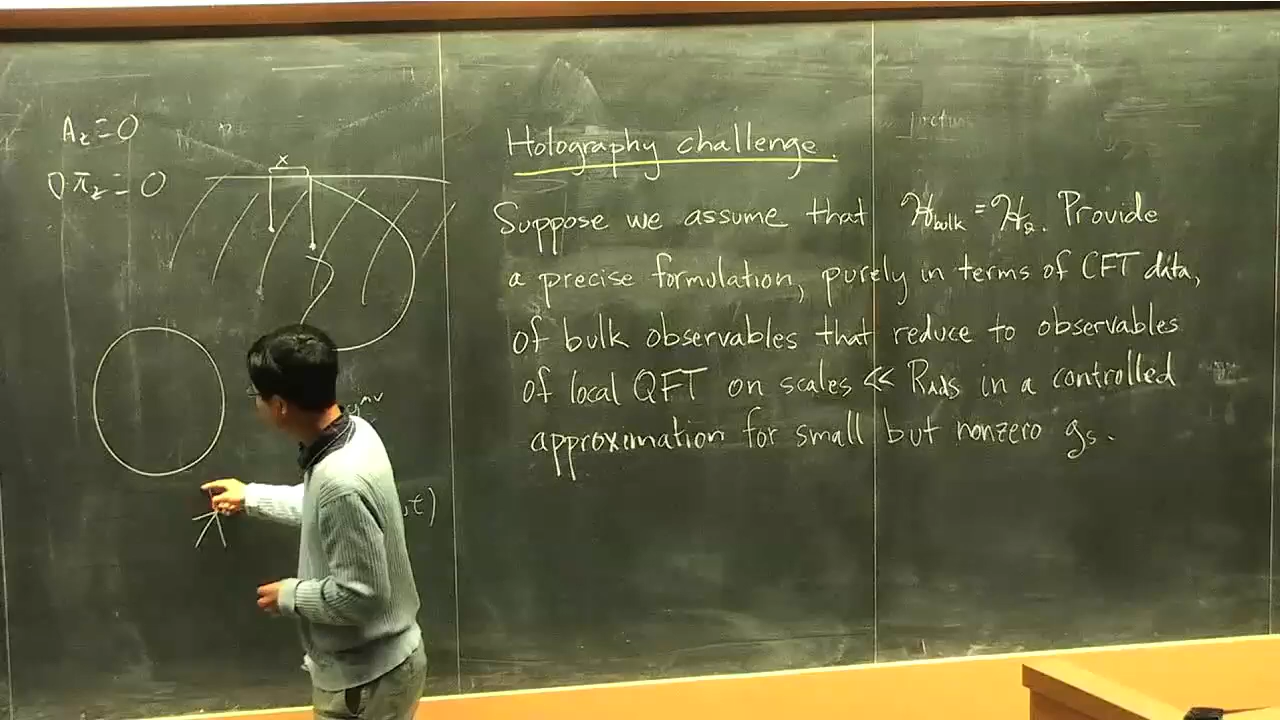 A_z = 0
∇·π_z = 0
x
,t)
Holography challenge.
Suppose we assume that ℋ_bulk = ℋ_∂. Provide
a precise formulation, purely in terms of CFT data,
of bulk observables that reduce to observables
of local QFT on scales ≪ R_AdS in a controlled
approximation for small but nonzero g_s.